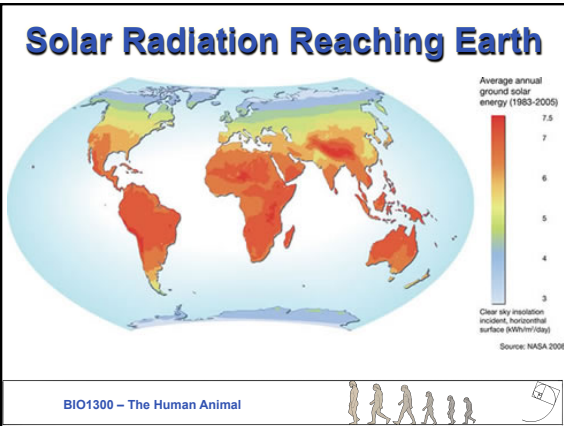 Solar Radiation Reaching Earth
Average annual
ground solar
energy (1983-2005)
7.5
7
6
5
4
3
Clear sky insolation
incident, horizonthal
surface (kWh/m²/day)
Source: NASA 2008
BIO1300 – The Human Animal